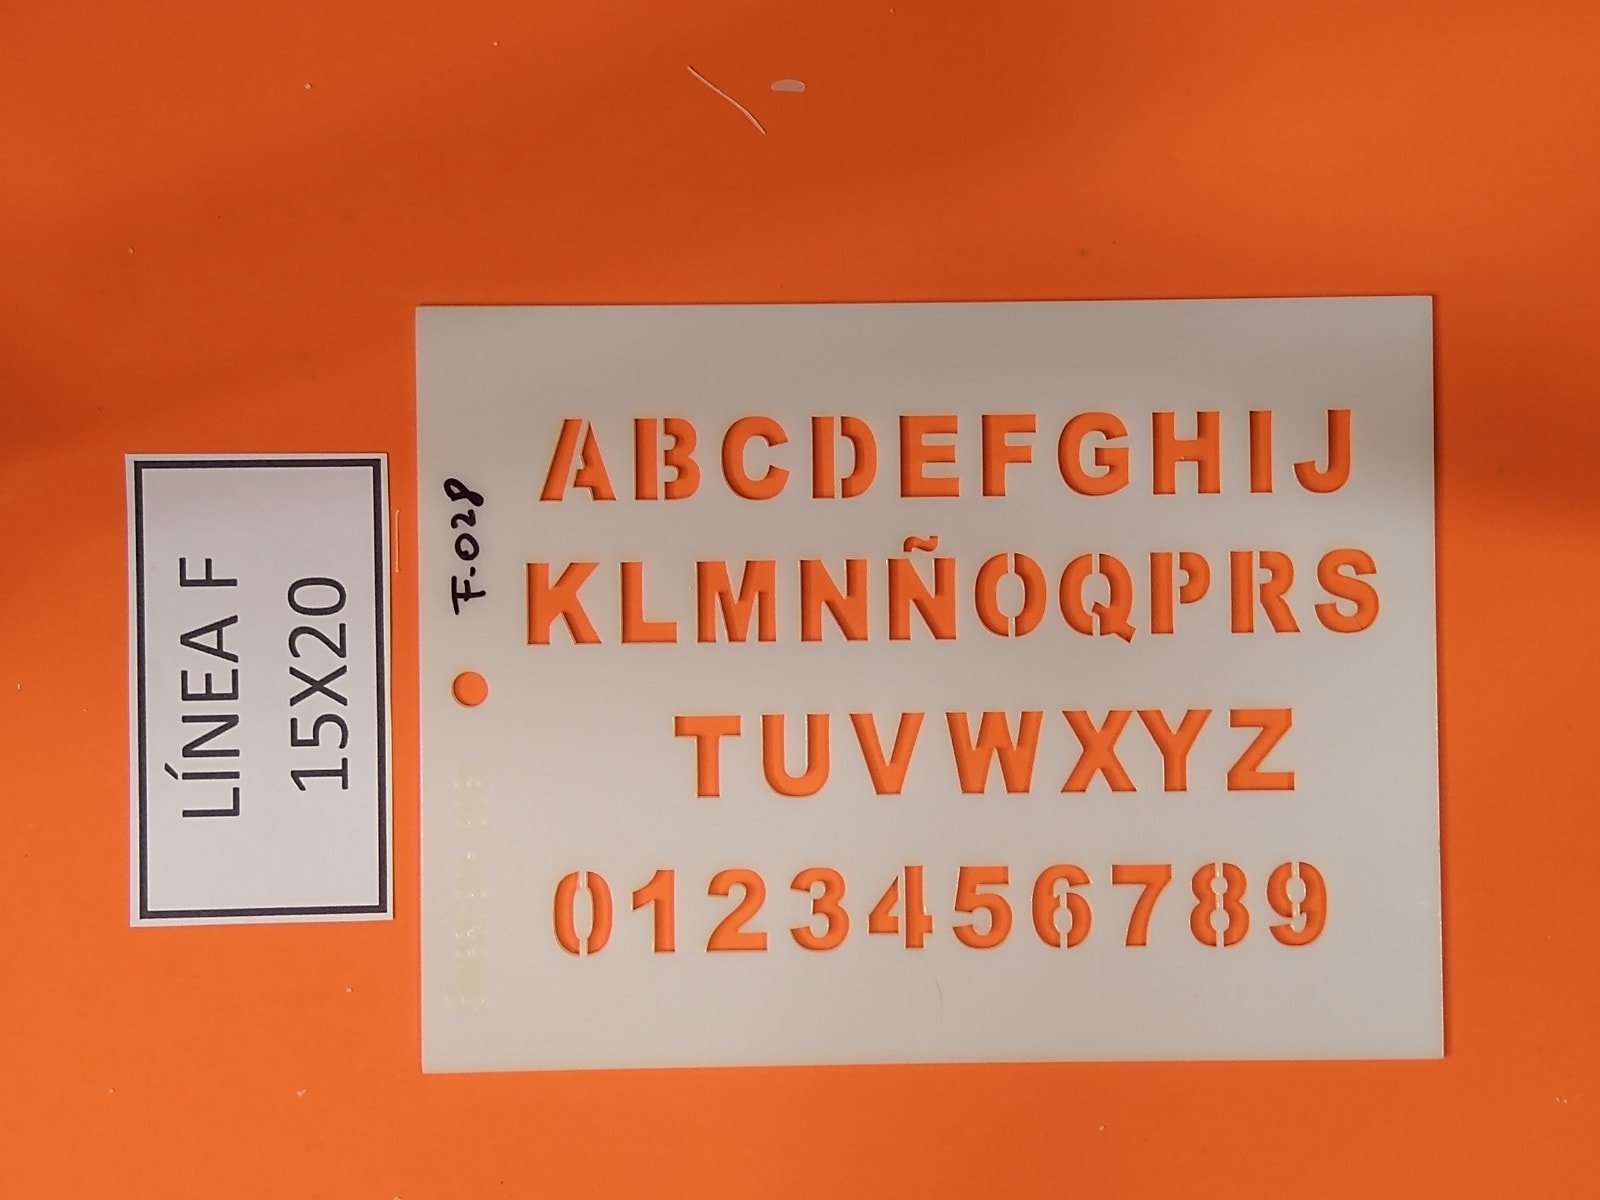 LÍNEA F
15X20
F-028
ABCDEFGHIJ
KLMNÑOQPRS
TUVWXYZ
0123456789